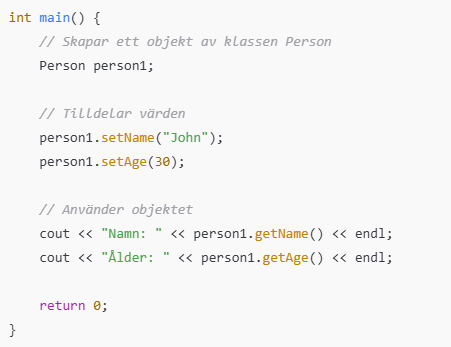 int main() {
    // Skapar ett objekt av klassen Person
    Person person1;

    // Tilldelar värden
    person1.setName("John");
    person1.setAge(30);

    // Använder objektet
    cout << "Namn: " << person1.getName() << endl;
    cout << "Ålder: " << person1.getAge() << endl;

    return 0;
}